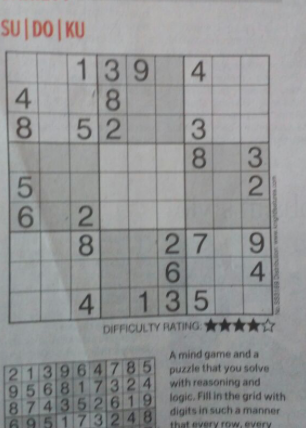 SU|DO|KU
1 3 9 4
4 8
8 5 2 3
8 3
5 2
6 2
8 2 7 9
6 4
4 1 3 5
DIFFICULTY RATING: ★★★★☆
2 1 3 9 6 4 7 8 5
9 5 6 8 1 7 3 2 4
8 7 4 3 5 2 6 1 9
6 9 5 1 7 3 2 4 8
A mind game and a
puzzle that you solve
with reasoning and
logic. Fill in the grid with
digits in such a manner
that every row, every